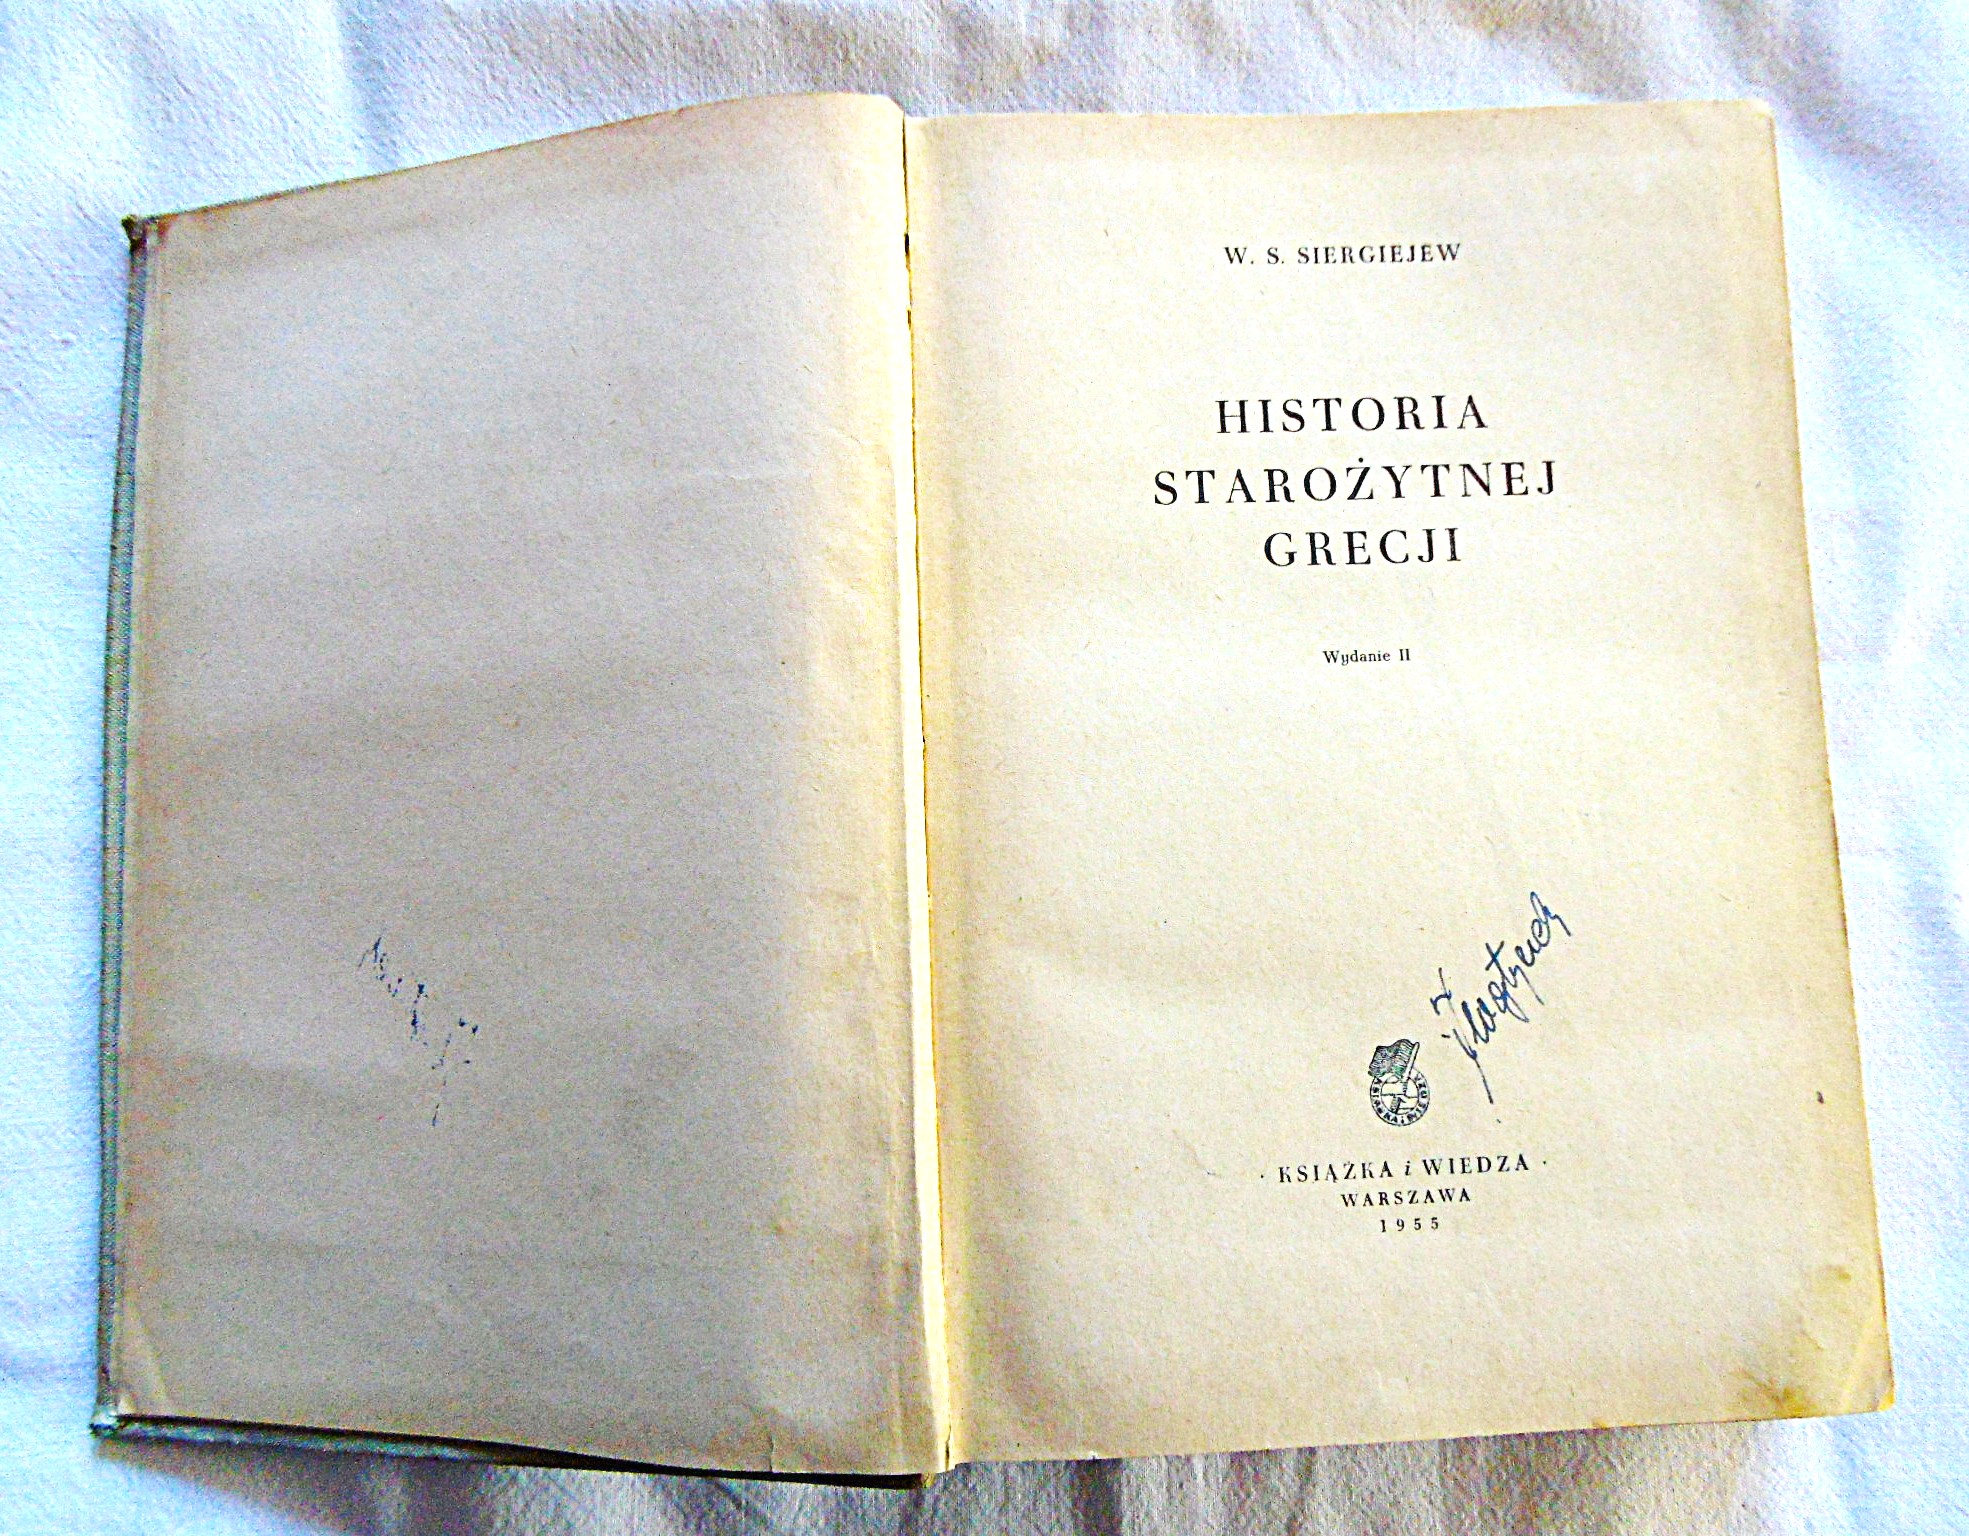 W. S. SIERGIEJEW
HISTORIA
STAROŻYTNEJ
GRECJI
Wydanie II
· KSIĄŻKA i WIEDZA ·
WARSZAWA
1955